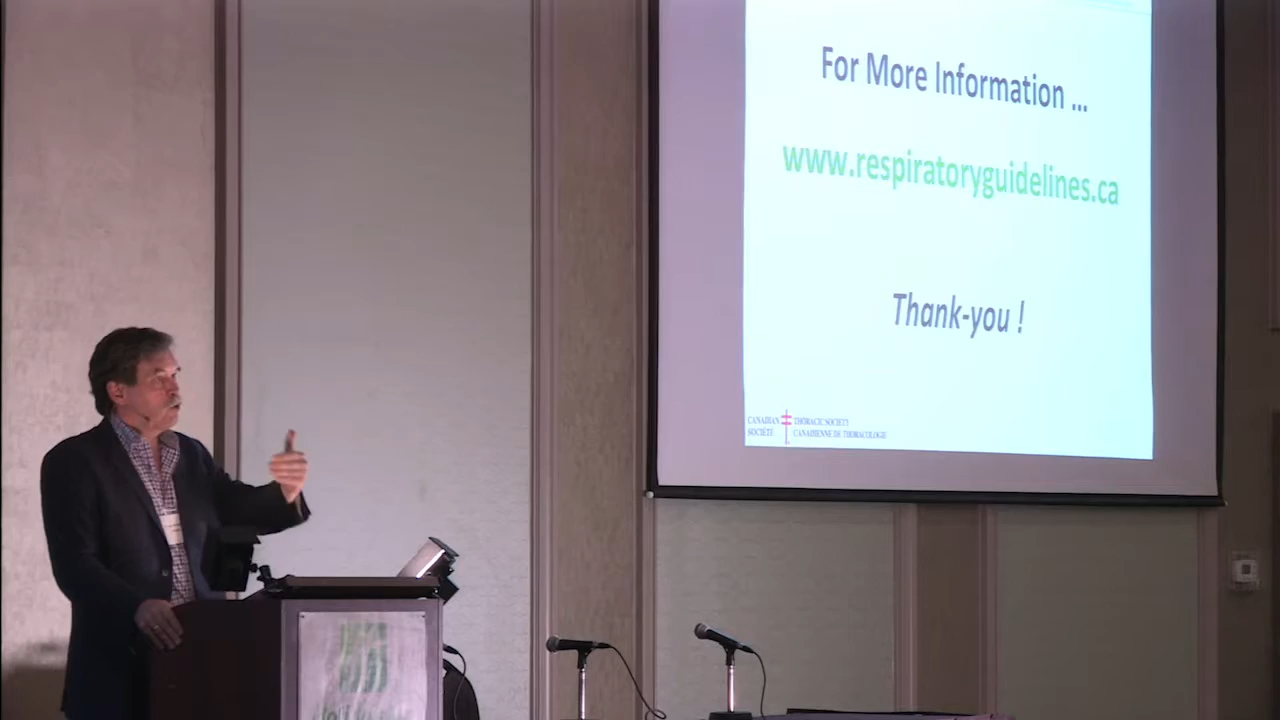 For More Information ...
www.respiratoryguidelines.ca
Thank-you !
CANADIAN THORACIC SOCIETY
SOCIÉTÉ CANADIENNE DE THORACOLOGIE